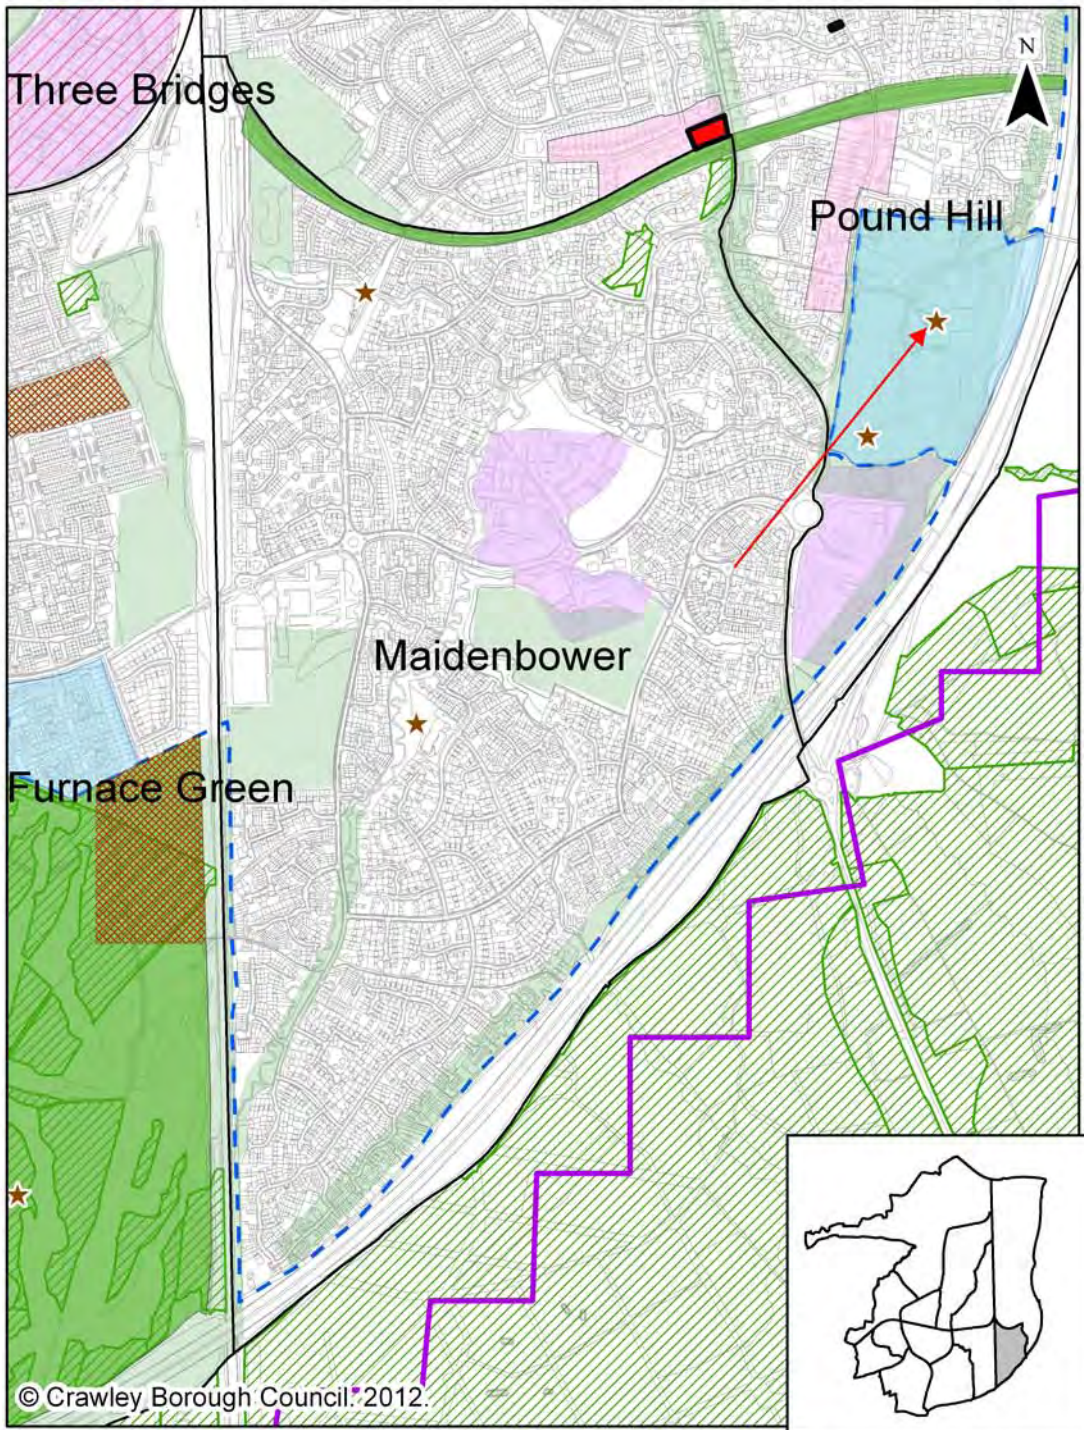 N
Three Bridges
Pound Hill
Maidenbower
Furnace Green
© Crawley Borough Council. 2012.